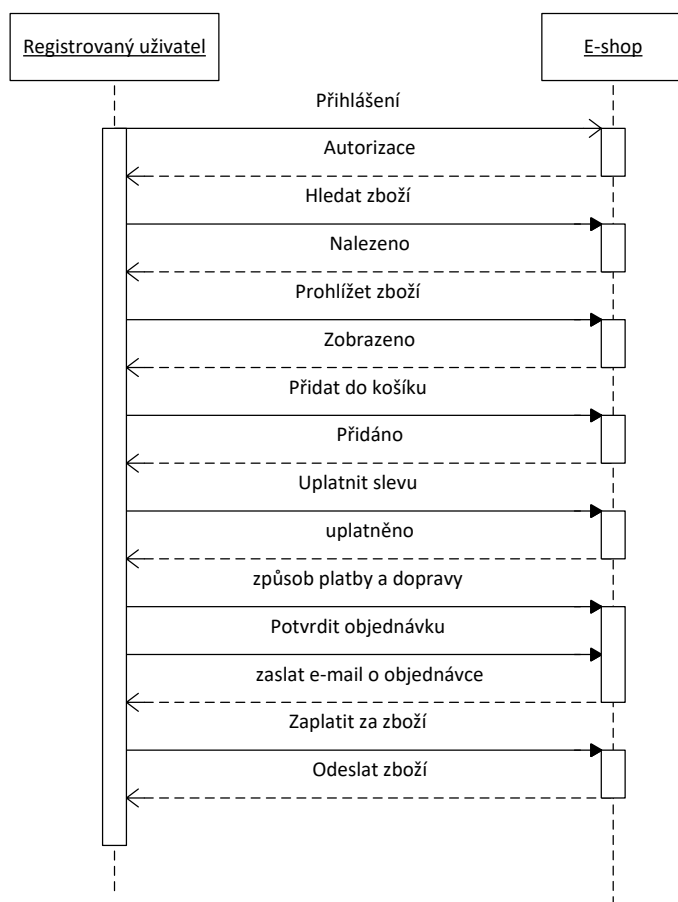 Registrovaný uživatel
E-shop
Přihlášení
Autorizace
Hledat zboží
Nalezeno
Prohlížet zboží
Zobrazeno
Přidat do košíku
Přidáno
Uplatnit slevu
uplatněno
způsob platby a dopravy
Potvrdit objednávku
zaslat e-mail o objednávce
Zaplatit za zboží
Odeslat zboží